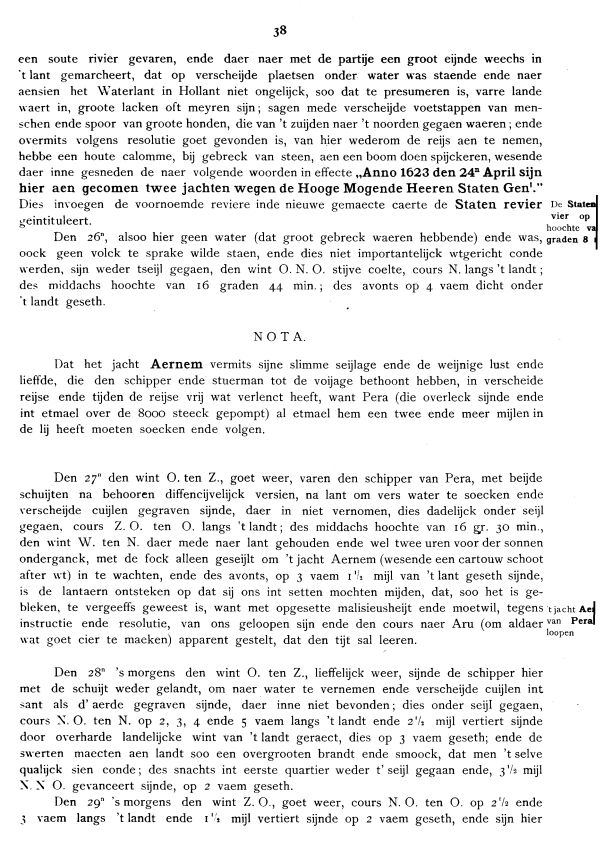 38
een soute rivier gevaren, ende daer naer met de partije een groot eijnde weechs in
't lant gemarcheert, dat op verscheijde plaetsen onder water was staende ende naer
aensien het Waterlant in Hollant niet ongelijck, soo dat te presumeren is, varre lande
waert in, groote lacken oft meyren sijn; sagen mede verscheijde voetstappen van men-
schen ende spoor van groote honden, die van 't zuijden naer 't noorden gegaen waeren; ende
overmits volgens resolutie goet gevonden is, van hier wederom de reijs aen te nemen,
hebbe een houte calomme, bij gebreck van steen, aen een boom doen spijckeren, wesende
daer inne gesneden de naer volgende woorden in effecte „Anno 1623 den 24n April sijn
hier aen gecomen twee jachten wegen de Hooge Mogende Heeren Staten Genl."
Dies invoegen de voornoemde reviere inde nieuwe gemaecte caerte de Staten revier
geintituleert.
De Staten
vier op
hoochte va
graden 8
Den 26n, alsoo hier geen water (dat groot gebreck waeren hebbende) ende was,
oock geen volck te sprake wilde staen, ende dies niet importantelijck wtgericht conde
werden, sijn weder tseijl gegaen, den wint O. N. O. stijve coelte, cours N. langs 't landt;
des middachs hoochte van 16 graden 44 min.; des avonts op 4 vaem dicht onder
't landt geseth.
NOTA.
Dat het jacht Aernem vermits sijne slimme seijlage ende de weijnige lust ende
lieffde, die den schipper ende stuerman tot de voijage bethoont hebben, in verscheide
reijse ende tijden de reijse vrij wat verlenct heeft, want Pera (die overleck sijnde ende
int etmael over de 8000 steeck gepompt) al etmael hem een twee ende meer mijlen in
de lij heeft moeten soecken ende volgen.
Den 27n den wint O. ten Z., goet weer, varen den schipper van Pera, met beijde
schuijten na behooren diffencijvelijck versien, na lant om vers water te soecken ende
verscheijde cuijlen gegraven sijnde, daer in niet vernomen, dies dadelijck onder seijl
gegaen, cours Z. O. ten O. langs 't landt; des middachs hoochte van 16 gr. 30 min.,
den wint W. ten N. daer mede naer lant gehouden ende wel twee uren voor der sonnen
onderganck, met de fock alleen geseijlt om 't jacht Aernem (wesende een cartouw schoot
after wt) in te wachten, ende des avonts, op 3 vaem 1 1/2 mijl van 't lant geseth sijnde,
is de lantaern ontsteken op dat sij ons int setten mochten mijden, dat, soo het is ge-
bleken, te vergeeffs geweest is, want met opgesette malisieusheijt ende moetwil, tegens
instructie ende resolutie, van ons geloopen sijn ende den cours naer Aru (om aldaer
wat goet cier te maeken) apparent gestelt, dat den tijt sal leeren.
't jacht Aer
van Pera
loopen
Den 28n 's morgens den wint O. ten Z., lieffelijck weer, sijnde de schipper hier
met de schuijt weder gelandt, om naer water te vernemen ende verscheijde cuijlen int
sant als d'aerde gegraven sijnde, daer inne niet bevonden; dies onder seijl gegaen,
cours N. O. ten N. op 2, 3, 4 ende 5 vaem langs 't landt ende 2 1/2 mijl vertiert sijnde
door overharde landelijcke wint van 't landt geraect, dies op 3 vaem geseth; ende de
swerten maecten aen landt soo een overgrooten brandt ende smoock, dat men 't selve
qualijck sien conde; des snachts int eerste quartier weder t' seijl gegaan ende, 3 1/2 mijl
N. N O. gevanceert sijnde, op 2 vaem geseth.
Den 29n 's morgens den wint Z. O., goet weer, cours N. O. ten O. op 2 1/2 ende
3 vaem langs 't landt ende 1 1/2 mijl vertiert sijnde op 2 vaem geseth, ende sijn hier